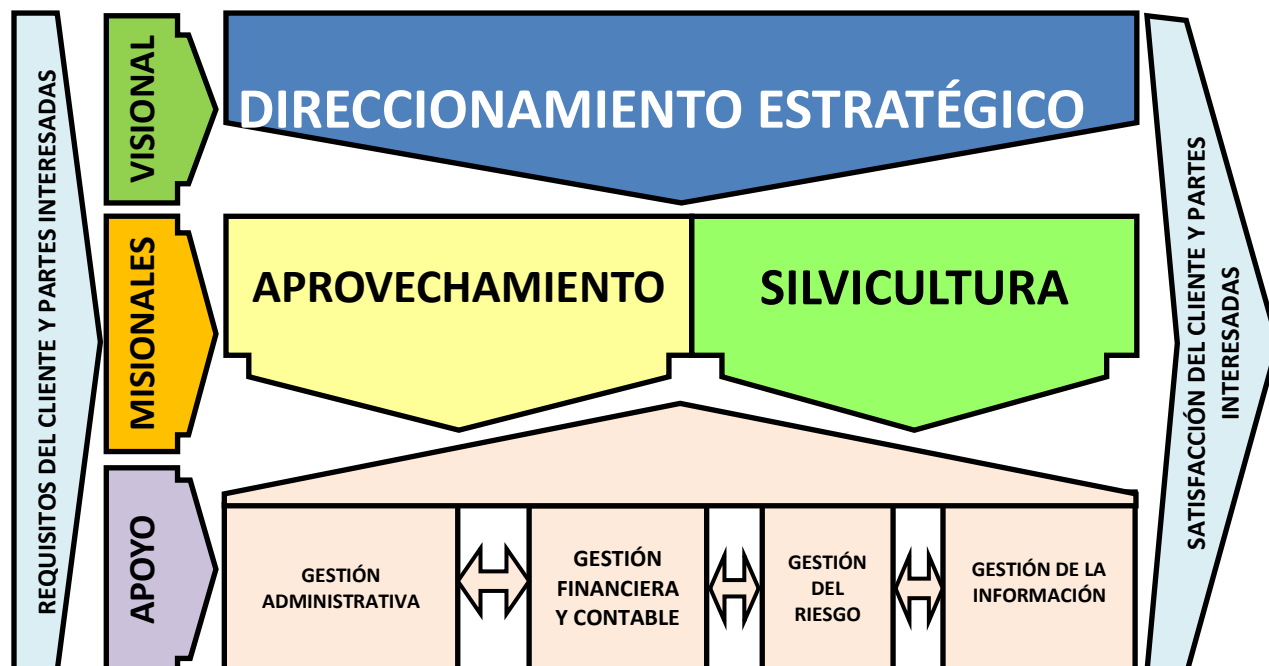 REQUISITOS DEL CLIENTE Y PARTES INTERESADAS
VISIONAL
DIRECCIONAMIENTO ESTRATÉGICO
MISIONALES
APROVECHAMIENTO
SILVICULTURA
APOYO
GESTIÓN
ADMINISTRATIVA
GESTIÓN
FINANCIERA
Y CONTABLE
GESTIÓN
DEL
RIESGO
GESTIÓN DE LA
INFORMACIÓN
SATISFACCIÓN DEL CLIENTE Y PARTES
INTERESADAS